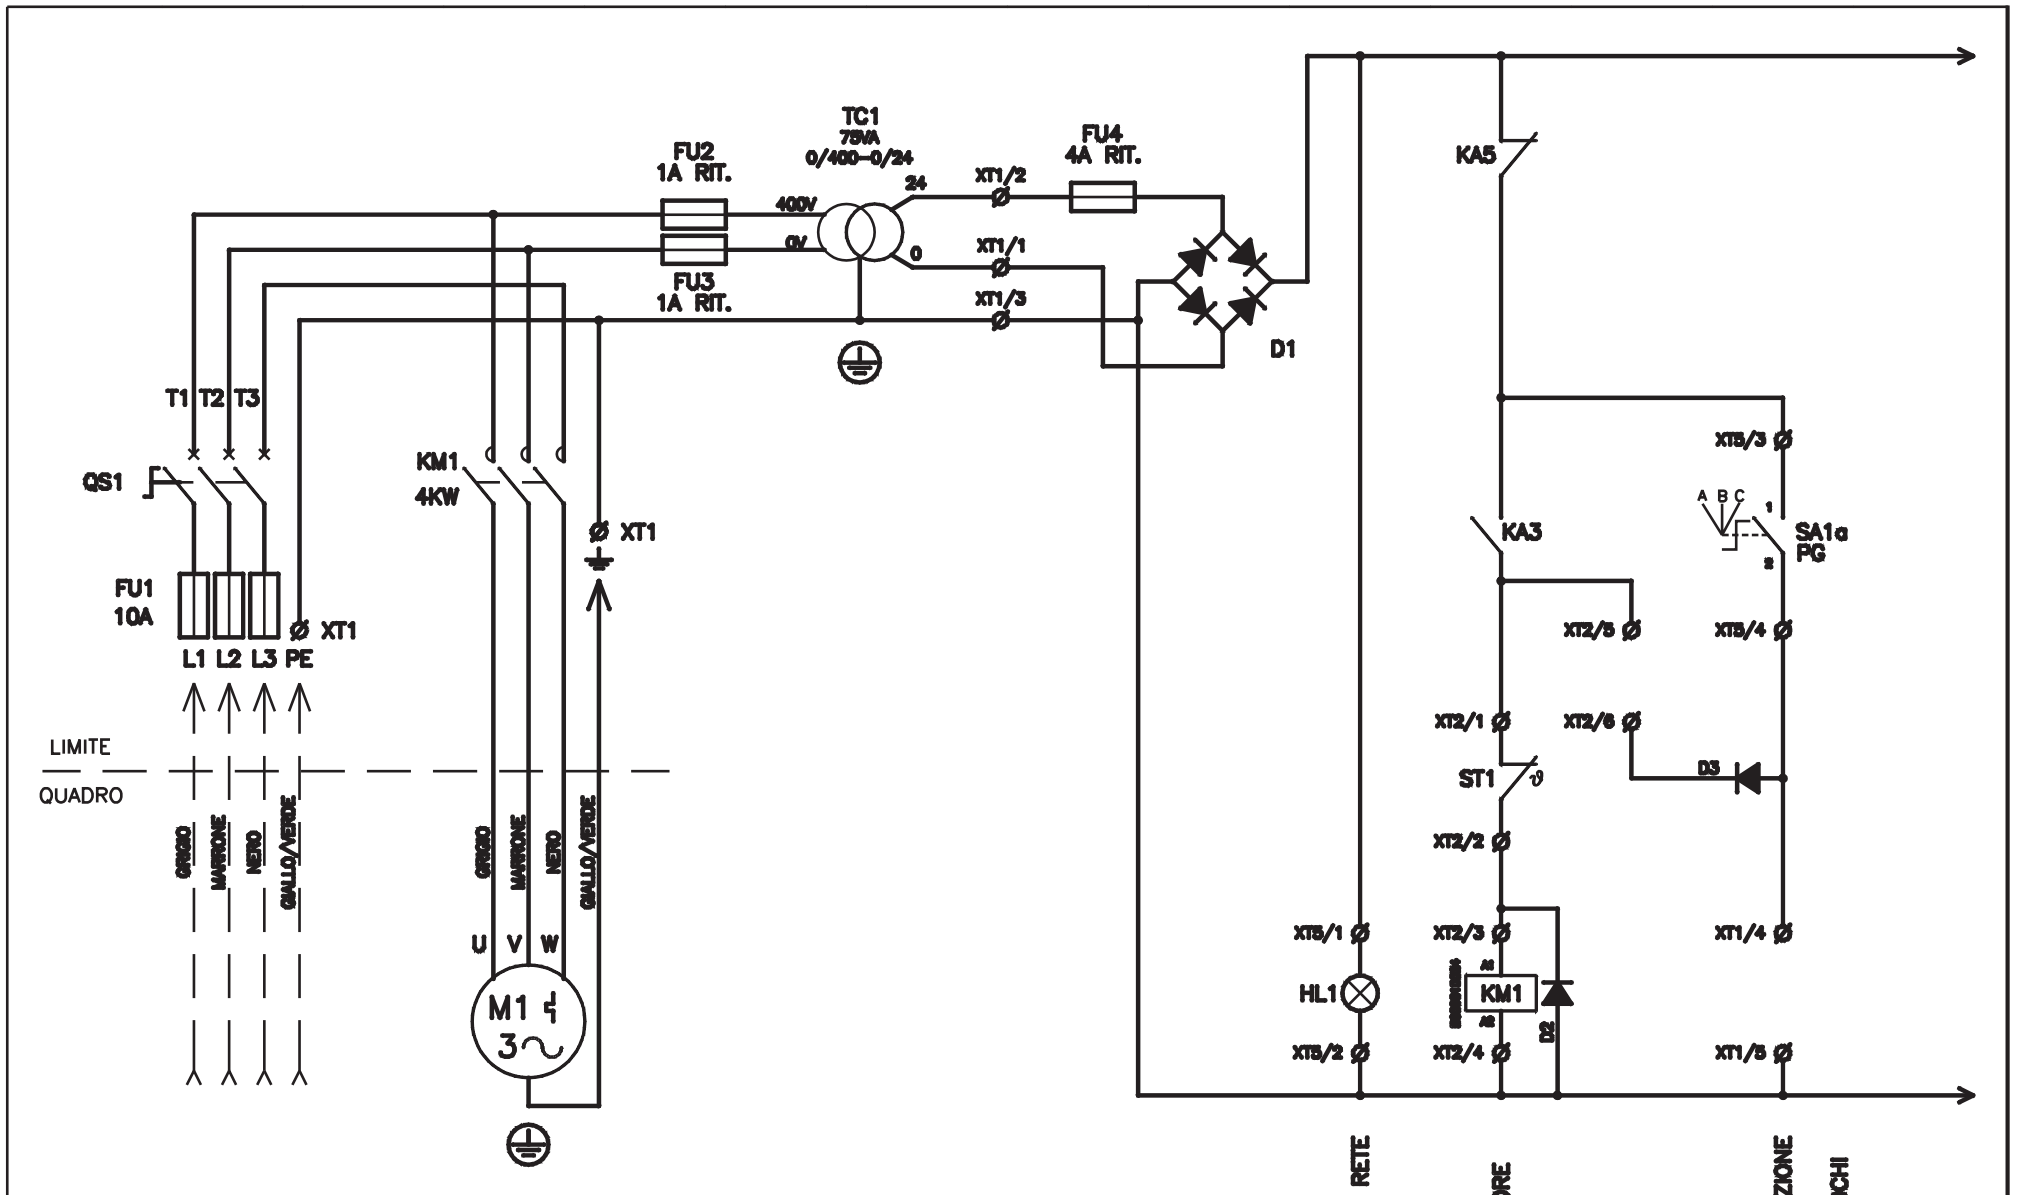 TC1
75VA
0/400-0/24
FU2
1A RIT.
FU4
4A RIT.
KA5
24
XT1/2
400V
0V
0
XT1/1
FU3
1A RIT.
XT1/3
D1
T1 T2 T3
XT5/3
QS1
KM1
4KW
A B C
1
SA1a
PG
2
KA3
XT1
FU1
10A
XT1
L1 L2 L3 PE
XT2/5
XT5/4
XT2/1
XT2/6
LIMITE
QUADRO
ST1
ϑ
D3
GRIGIO
MARRONE
NERO
GIALLO/VERDE
GRIGIO
MARRONE
NERO
GIALLO/VERDE
XT2/2
U V W
XT5/1
XT2/3
XT1/4
A1
HL1
KM1
A2
D2
M1
3
XT5/2
XT2/4
XT1/5
RETE
ORE
ZIONE
ICHI